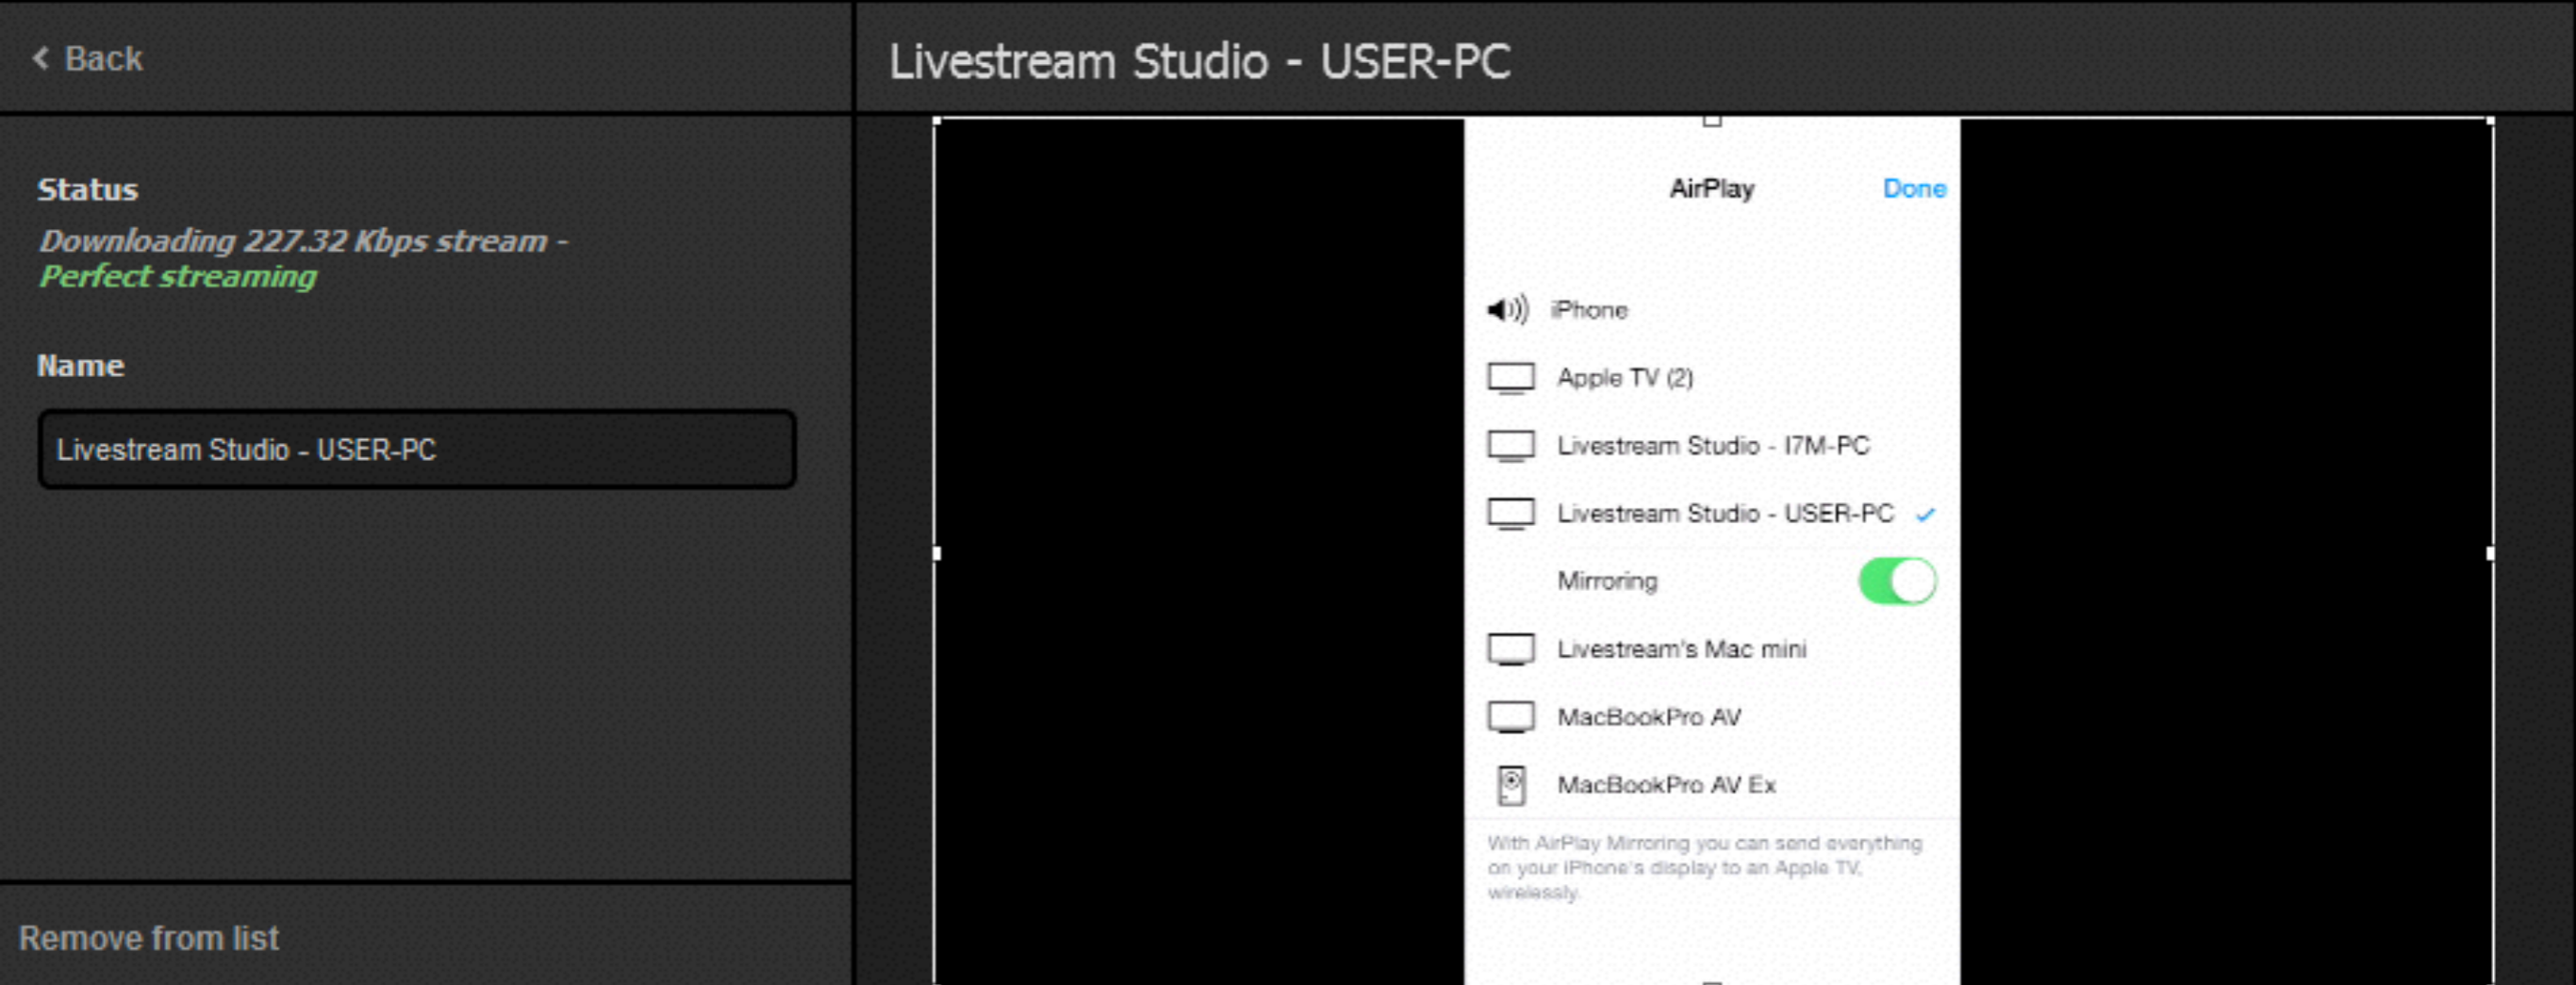 Back
Livestream Studio - USER-PC
Status
Downloading 227.32 Kbps stream -
Perfect streaming
Name
Livestream Studio - USER-PC
Remove from list
AirPlay
Done
iPhone
Apple TV (2)
Livestream Studio - I7M-PC
Livestream Studio - USER-PC
Mirroring
Livestream's Mac mini
MacBookPro AV
MacBookPro AV Ex
With AirPlay Mirroring you can send everything
on your iPhone's display to an Apple TV,
wirelessly.